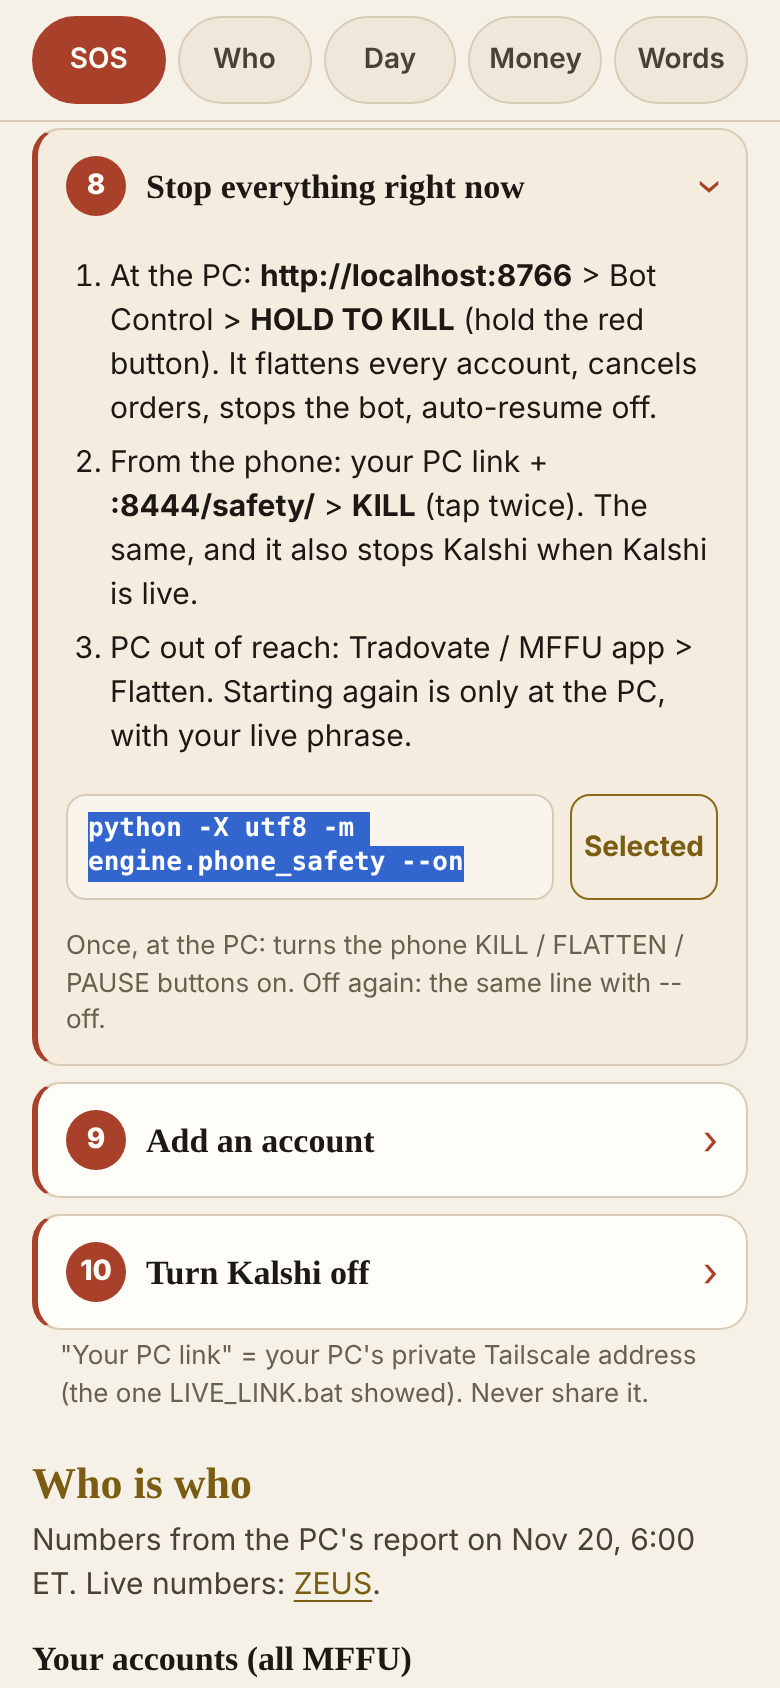 SOS
Who
Day
Money
Words
8
Stop everything right now
1. At the PC: http://localhost:8766 > Bot
Control > HOLD TO KILL (hold the red
button). It flattens every account, cancels
orders, stops the bot, auto-resume off.
2. From the phone: your PC link +
:8444/safety/ > KILL (tap twice). The
same, and it also stops Kalshi when Kalshi
is live.
3. PC out of reach: Tradovate / MFFU app >
Flatten. Starting again is only at the PC,
with your live phrase.
python -X utf8 -m
engine.phone_safety --on
Selected
Once, at the PC: turns the phone KILL / FLATTEN /
PAUSE buttons on. Off again: the same line with --
off.
9
Add an account
10
Turn Kalshi off
"Your PC link" = your PC's private Tailscale address
(the one LIVE_LINK.bat showed). Never share it.
Who is who
Numbers from the PC's report on Nov 20, 6:00
ET. Live numbers: ZEUS.
Your accounts (all MFFU)